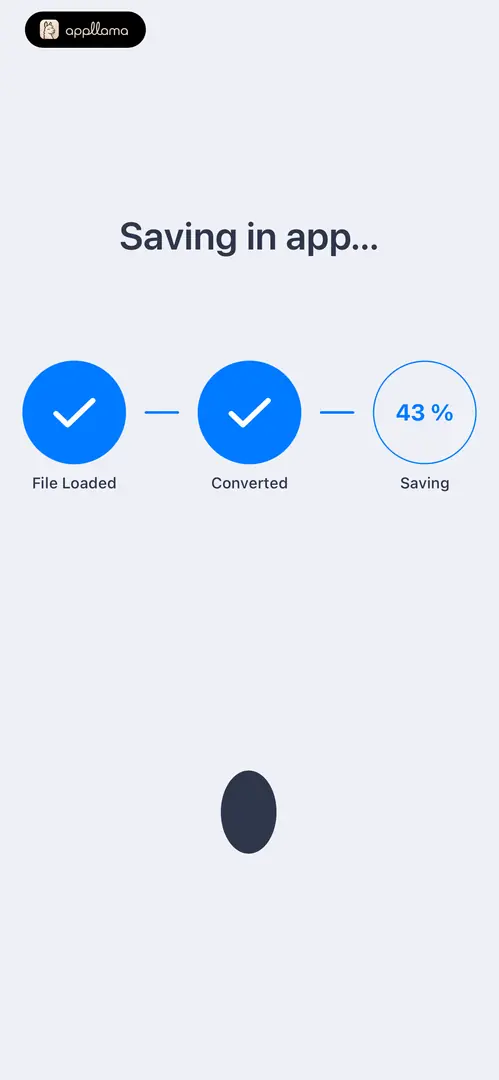 appllama
Saving in app...
43 %
File Loaded
Converted
Saving